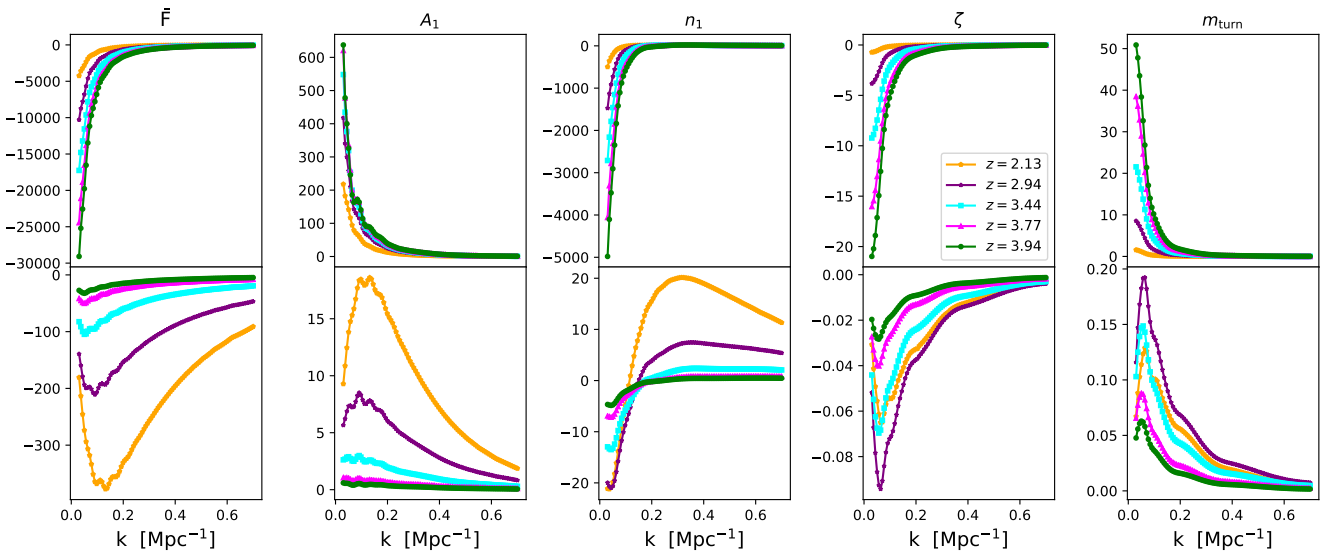 F̄ A₁ n₁ ζ m_turn
0 600 0 0 50
−5000 500 −1000 −5 40
−10000 400 −2000 −10 30
−15000 300 −3000 −15 20
−20000 200 −4000 −20 10
−25000 100 −5000 0
−30000 0
z = 2.13
z = 2.94
z = 3.44
z = 3.77
z = 3.94
0 15 20 0.00 0.20
−100 10 10 −0.02 0.15
−200 5 0 −0.04 0.10
−300 0 −10 −0.06 0.05
−20 −0.08 0.00
0.0 0.2 0.4 0.6 0.0 0.2 0.4 0.6 0.0 0.2 0.4 0.6 0.0 0.2 0.4 0.6 0.0 0.2 0.4 0.6
k [Mpc⁻¹] k [Mpc⁻¹] k [Mpc⁻¹] k [Mpc⁻¹] k [Mpc⁻¹]